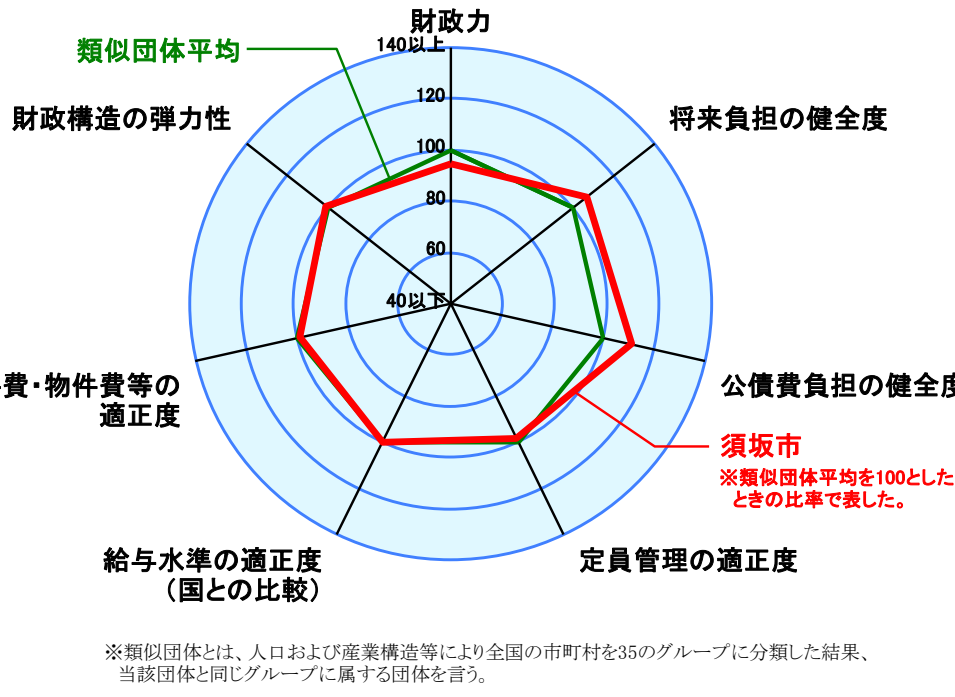 財政力
140以上
類似団体平均
120
財政構造の弾力性
将来負担の健全度
100
80
60
40以下
費・物件費等の
適正度
公債費負担の健全度
須坂市
※類似団体平均を100とした
ときの比率で表した。
給与水準の適正度
（国との比較）
定員管理の適正度
※類似団体とは、人口および産業構造等により全国の市町村を35のグループに分類した結果、
当該団体と同じグループに属する団体を言う。